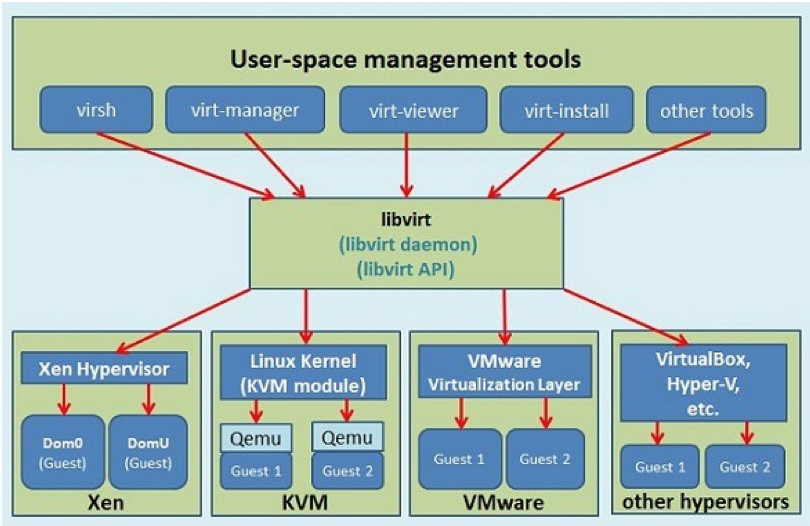 User-space management tools
virsh
virt-manager
virt-viewer
virt-install
other tools
libvirt
(libvirt daemon)
(libvirt API)
Xen Hypervisor
Dom0
(Guest)
DomU
(Guest)
Xen
Linux Kernel
(KVM module)
Qemu
Guest 1
Qemu
Guest 2
KVM
VMware
Virtualization Layer
Guest 1
Guest 2
VMware
VirtualBox,
Hyper-V,
etc.
Guest 1
Guest 2
other hypervisors